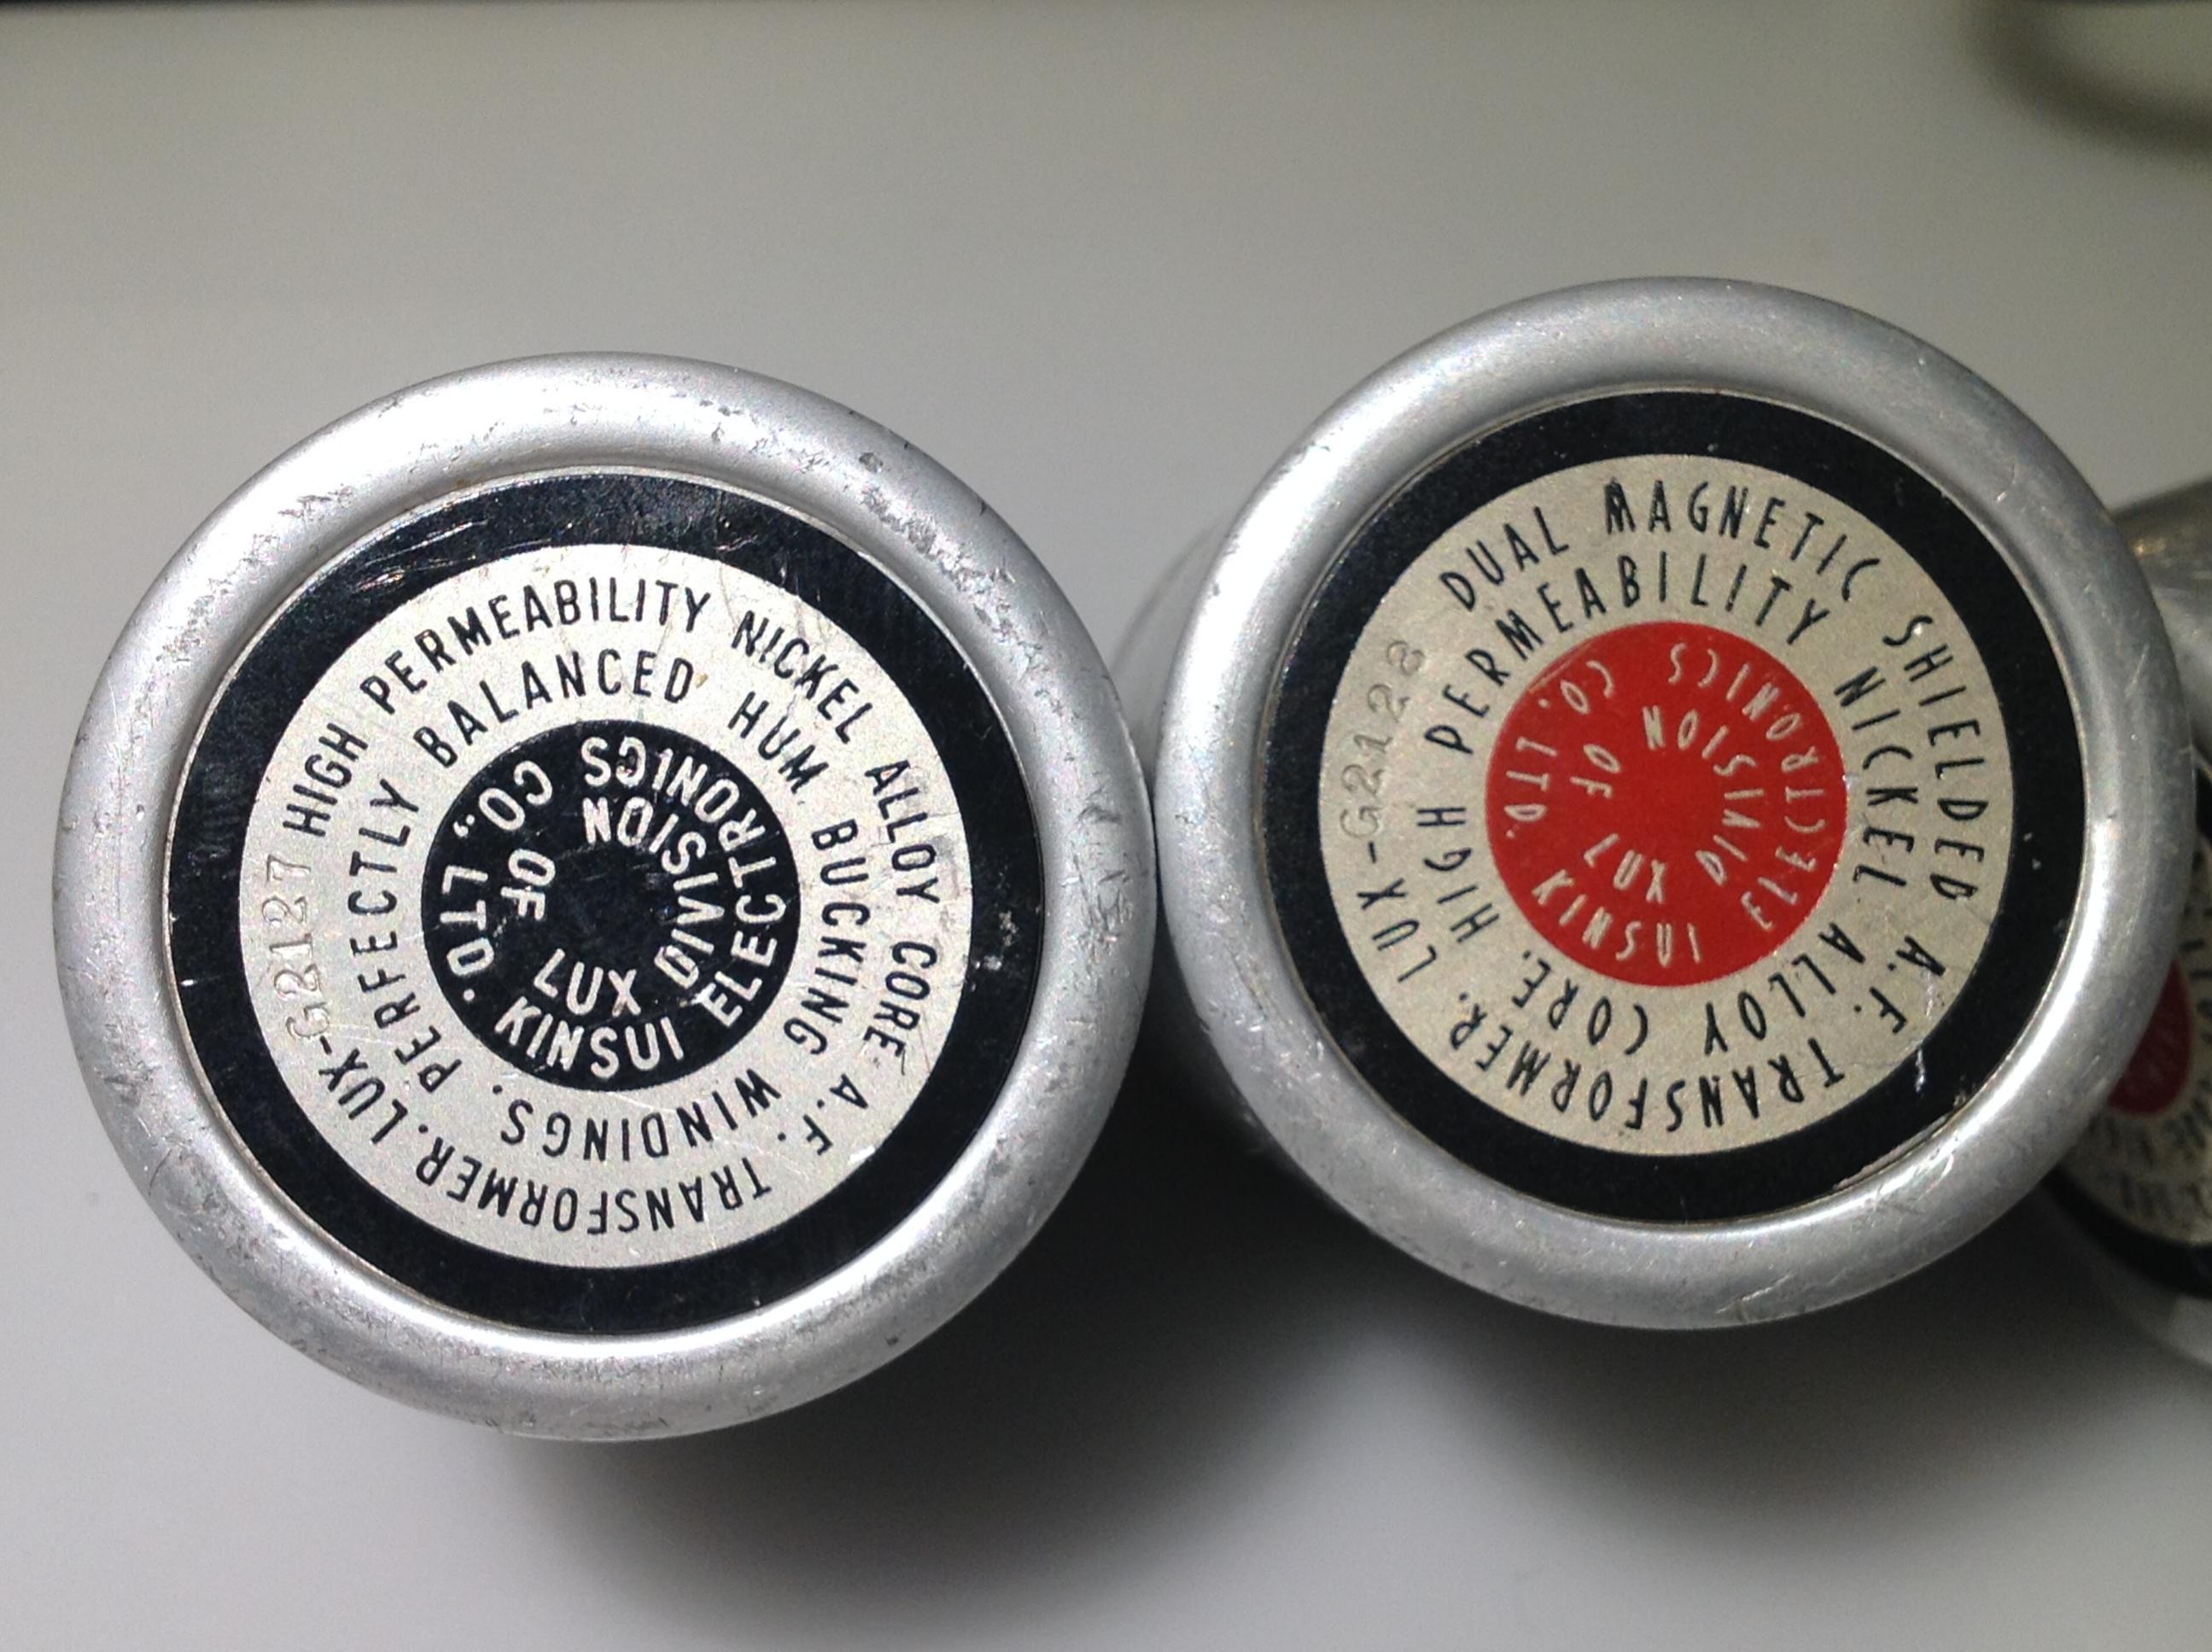 HIGH PERMEABILITY NICKEL ALLOY CORE A.F. TRANSFORMER. LUX-G2127
PERFECTLY BALANCED HUM BUCKING WINDINGS.
KINSUI ELECTRONICS CO., LTD.
LUX DIVISION OF
DUAL MAGNETIC SHIELDED A.F. TRANSFORMER. LUX-G2128
HIGH PERMEABILITY NICKEL ALLOY CORE.
KINSUI ELECTRONICS CO. LTD.
LUX DIVISION OF